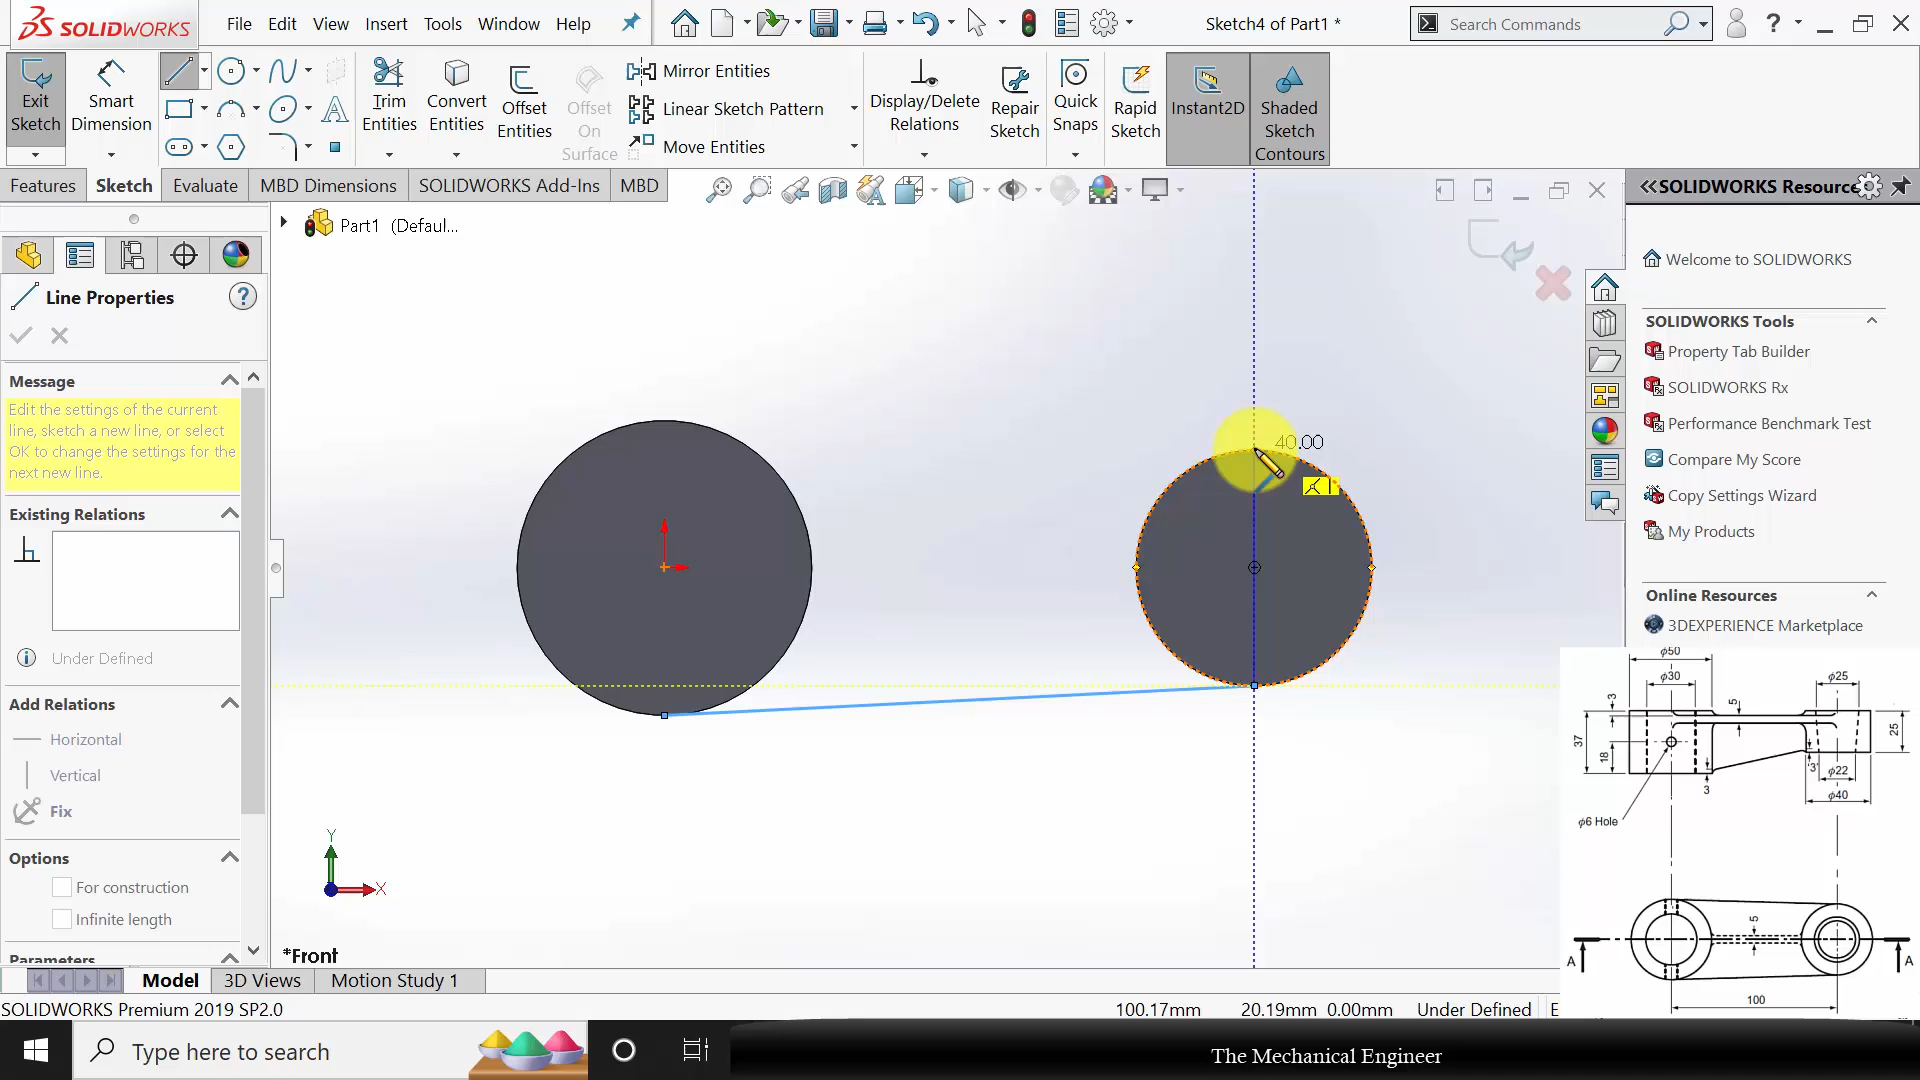 SOLIDWORKS
File Edit View Insert Tools Window Help
Sketch4 of Part1 *
Search Commands
?
Exit Sketch
Smart Dimension
Trim Entities
Convert Entities
Offset Entities
Offset On Surface
Mirror Entities
Linear Sketch Pattern
Move Entities
Display/Delete Relations
Repair Sketch
Quick Snaps
Rapid Sketch
Instant2D
Shaded Sketch Contours
Features Sketch Evaluate MBD Dimensions SOLIDWORKS Add-Ins MBD
Part1 (Defaul...
Line Properties
?
Message
Edit the settings of the current
line, sketch a new line, or select
OK to change the settings for the
next new line.
Existing Relations
Under Defined
Add Relations
Horizontal
Vertical
Fix
Options
For construction
Infinite length
Parameters
40.00
Y
X
*Front
SOLIDWORKS Resource
Welcome to SOLIDWORKS
SOLIDWORKS Tools
Property Tab Builder
SOLIDWORKS Rx
Performance Benchmark Test
Compare My Score
Copy Settings Wizard
My Products
Online Resources
3DEXPERIENCE Marketplace
φ50
φ30
φ25
3
5
37
18
25
3
φ22
φ40
3
φ6 Hole
5
A A
100
Model 3D Views Motion Study 1
SOLIDWORKS Premium 2019 SP2.0
100.17mm 20.19mm 0.00mm Under Defined E
Type here to search
The Mechanical Engineer